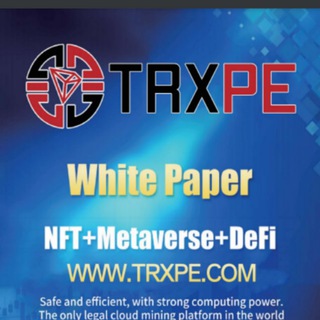 TRXPE
White Paper
NFT+Metaverse+DeFi
WWW.TRXPE.COM
Safe and efficient, with strong computing power.
The only legal cloud mining platform in the world